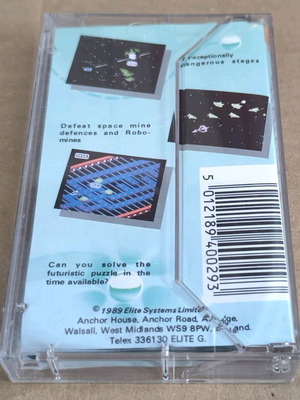 Exceptionally
dangerous stages
Defeat space mine
defences and Robo-
mines
5 012189 400293
Can you solve the
futuristic puzzle in
the time available?
© 1989 Elite Systems Limited
Anchor House, Anchor Road,
Walsall, West Midlands WS9 8PW,
Telex 336130 ELITE G.